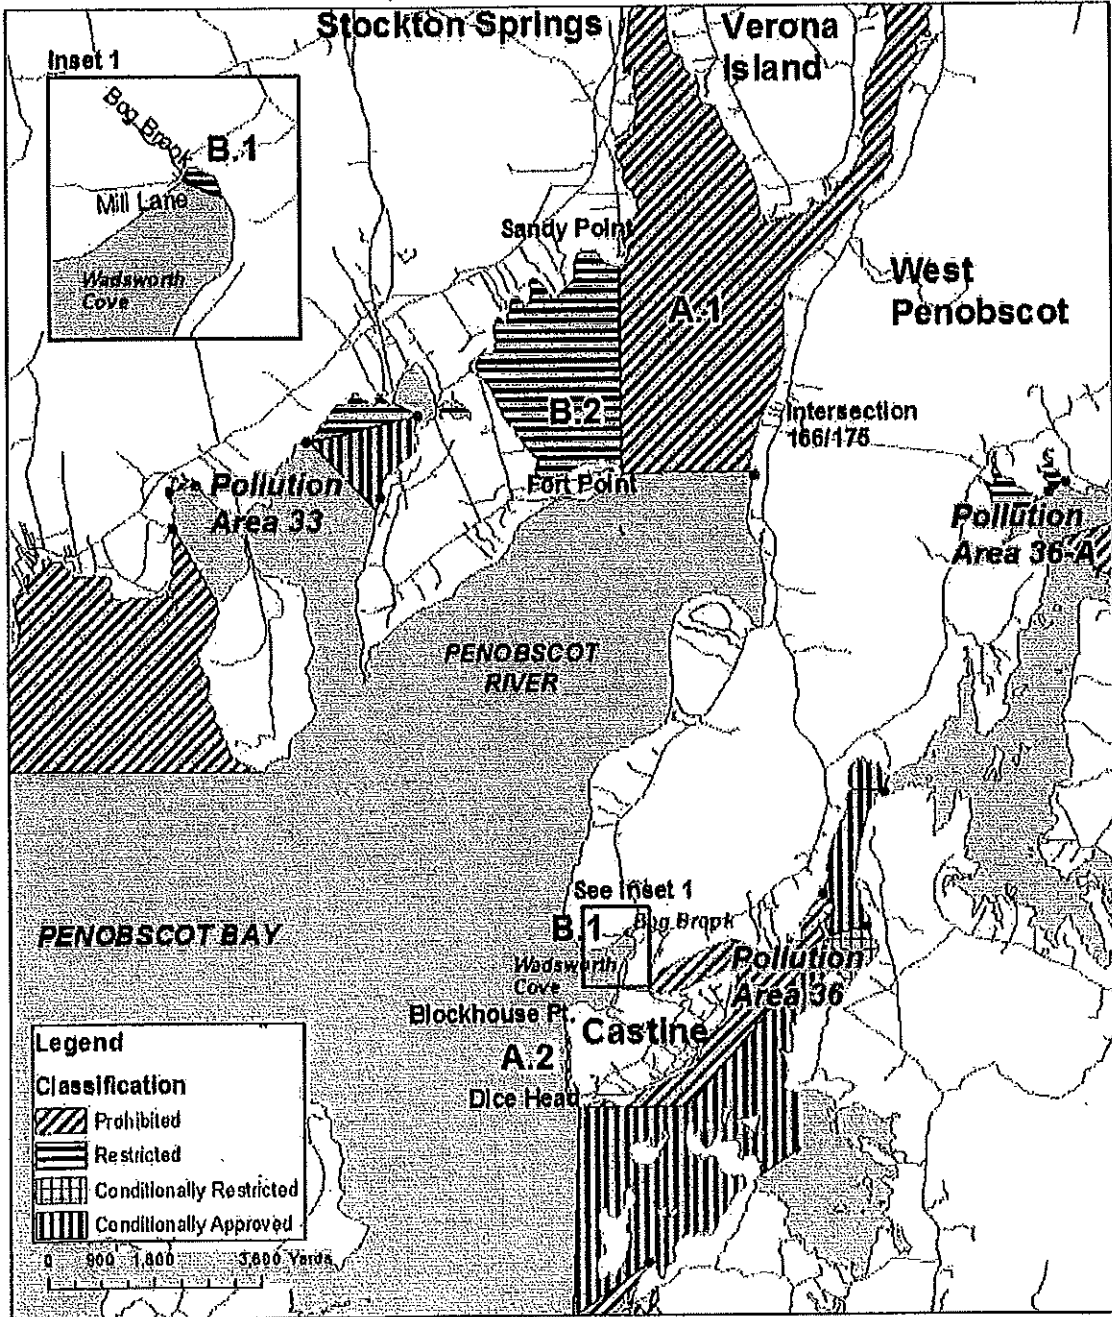 Stockton Springs
Verona
Island
Inset 1
Bog Brook
B.1
Mill Lane
Wadsworth
Cove
Sandy Point
West
Penobscot
A.1
B.2
Intersection
166/175
Fort Point
Pollution
Area 33
Pollution
Area 36-A
PENOBSCOT
RIVER
See Inset 1
B.1
Bog Brook
PENOBSCOT BAY
Wadsworth
Cove
Pollution
Area 36
Blockhouse Pt.
Castine
A.2
Dice Head
Legend
Classification
Prohibited
Restricted
Conditionally Restricted
Conditionally Approved
0 900 1,800 3,600 Yards